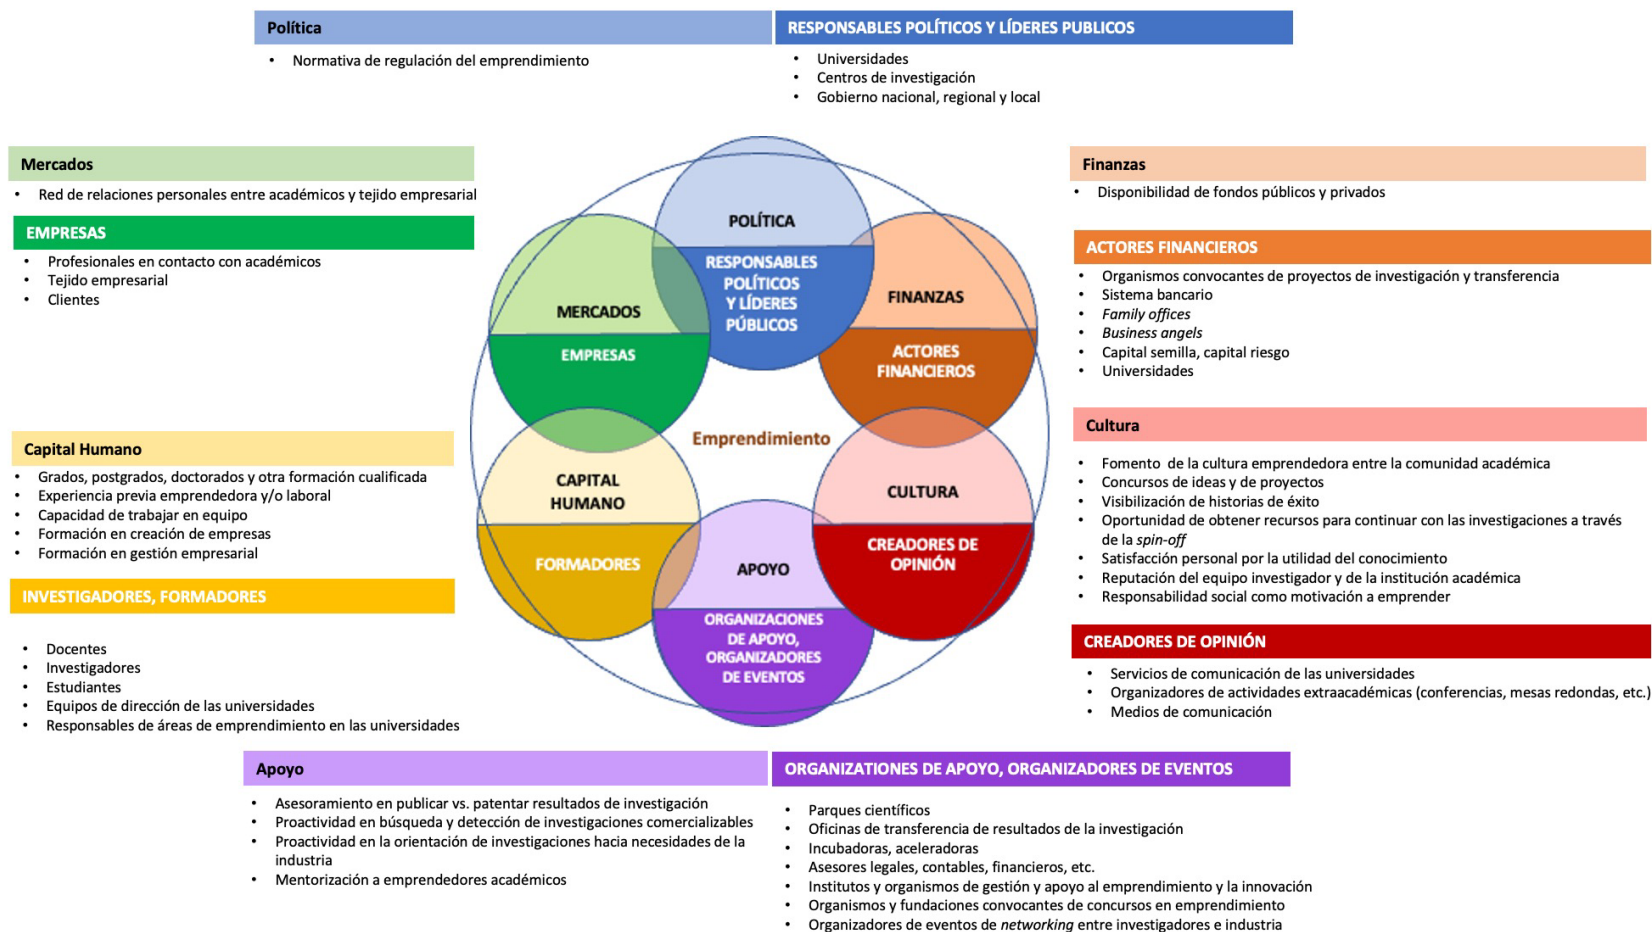 Política
RESPONSABLES POLÍTICOS Y LÍDERES PUBLICOS
• Normativa de regulación del emprendimiento
• Universidades
• Centros de investigación
• Gobierno nacional, regional y local
Mercados
• Red de relaciones personales entre académicos y tejido empresarial
EMPRESAS
• Profesionales en contacto con académicos
• Tejido empresarial
• Clientes
Capital Humano
• Grados, postgrados, doctorados y otra formación cualificada
• Experiencia previa emprendedora y/o laboral
• Capacidad de trabajar en equipo
• Formación en creación de empresas
• Formación en gestión empresarial
INVESTIGADORES, FORMADORES
• Docentes
• Investigadores
• Estudiantes
• Equipos de dirección de las universidades
• Responsables de áreas de emprendimiento en las universidades
POLÍTICA
RESPONSABLES
POLÍTICOS
Y LÍDERES
PÚBLICOS
MERCADOS
EMPRESAS
FINANZAS
ACTORES
FINANCIEROS
Emprendimiento
CAPITAL
HUMANO
FORMADORES
CULTURA
CREADORES DE
OPINIÓN
APOYO
ORGANIZACIONES
DE APOYO,
ORGANIZADORES
DE EVENTOS
Finanzas
• Disponibilidad de fondos públicos y privados
ACTORES FINANCIEROS
• Organismos convocantes de proyectos de investigación y transferencia
• Sistema bancario
• Family offices
• Business angels
• Capital semilla, capital riesgo
• Universidades
Cultura
• Fomento de la cultura emprendedora entre la comunidad académica
• Concursos de ideas y de proyectos
• Visibilización de historias de éxito
• Oportunidad de obtener recursos para continuar con las investigaciones a través
de la spin-off
• Satisfacción personal por la utilidad del conocimiento
• Reputación del equipo investigador y de la institución académica
• Responsabilidad social como motivación a emprender
CREADORES DE OPINIÓN
• Servicios de comunicación de las universidades
• Organizadores de actividades extraacadémicas (conferencias, mesas redondas, etc.)
• Medios de comunicación
Apoyo
• Asesoramiento en publicar vs. patentar resultados de investigación
• Proactividad en búsqueda y detección de investigaciones comercializables
• Proactividad en la orientación de investigaciones hacia necesidades de la
industria
• Mentorización a emprendedores académicos
ORGANIZATIONES DE APOYO, ORGANIZADORES DE EVENTOS
• Parques científicos
• Oficinas de transferencia de resultados de la investigación
• Incubadoras, aceleradoras
• Asesores legales, contables, financieros, etc.
• Institutos y organismos de gestión y apoyo al emprendimiento y la innovación
• Organismos y fundaciones convocantes de concursos en emprendimiento
• Organizadores de eventos de networking entre investigadores e industria